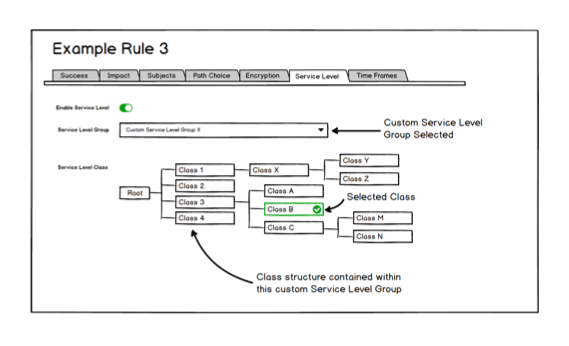 Example Rule 3
Success Impact Subjects Path Choice Encryption Service Level Time Frames
Enable Service Level
Service Level Group Custom Service Level Group X
Custom Service Level
Group Selected
Service Level Class
Root
Class 1
Class 2
Class 3
Class 4
Class X
Class Y
Class Z
Class A
Class B
Class C
Class M
Class N
Selected Class
Class structure contained within
this custom Service Level Group